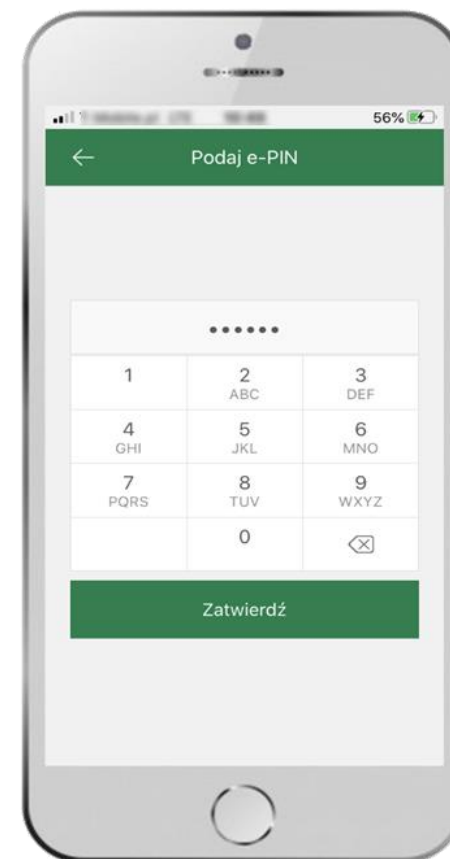 56%
Podaj e-PIN
••••••
1 2 3
ABC DEF
4 5 6
GHI JKL MNO
7 8 9
PQRS TUV WXYZ
0
Zatwierdź